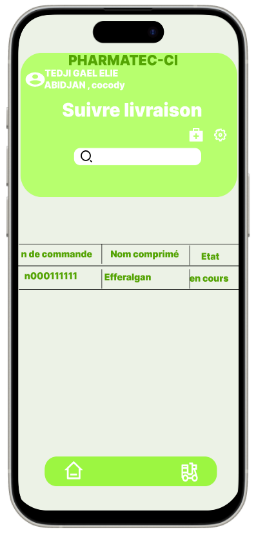 PHARMATEC-CI
TEDJI GAEL ELIE
ABIDJAN , cocody
Suivre livraison
n de commande Nom comprimé Etat
n000111111 Efferalgan en cours